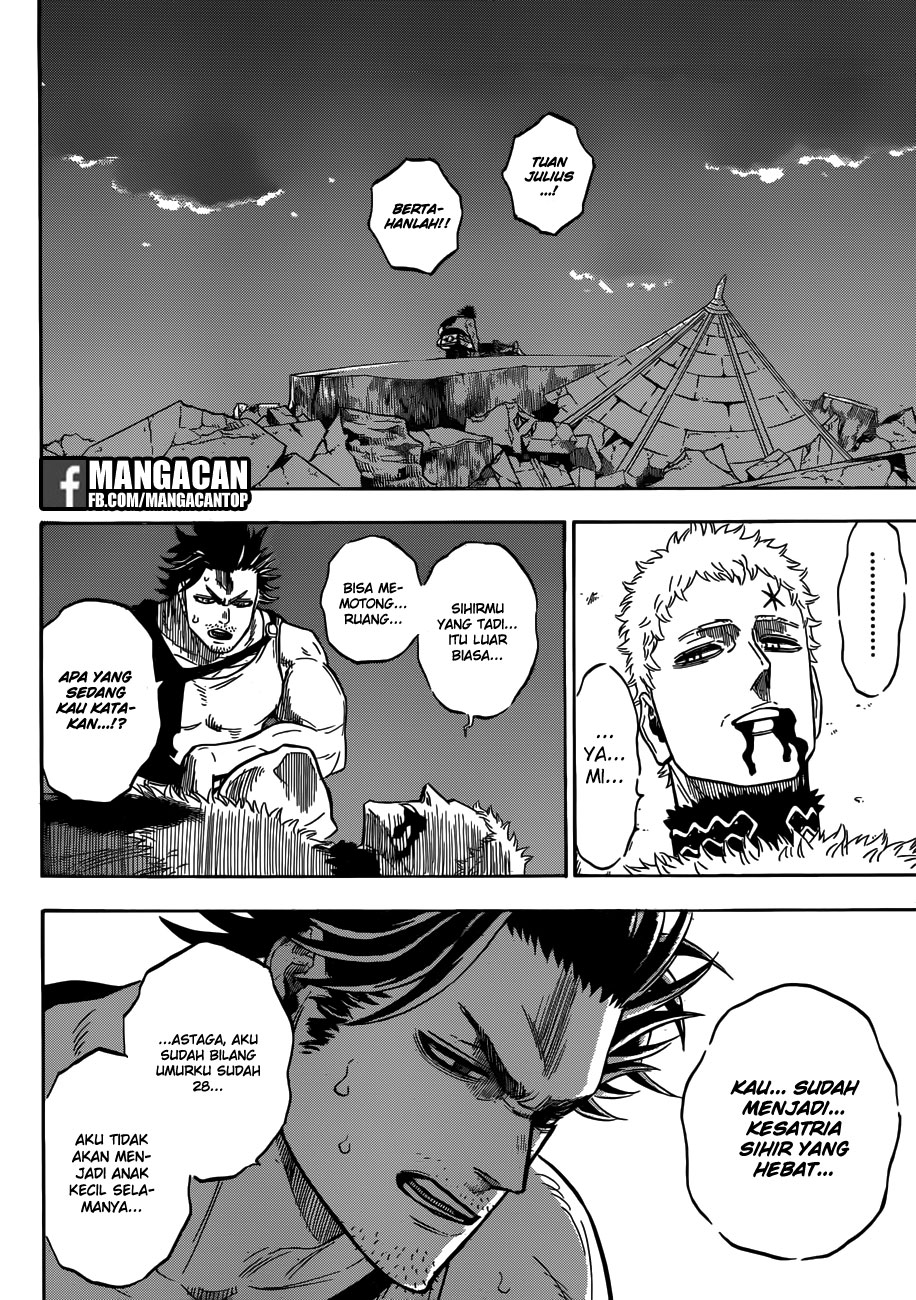 TUAN
JULIUS
...!
BERTA-
HANLAH!!
MANGACAN
FB.COM/MANGACANTOP
..........
...
YA...
MI...
SIHIRMU
YANG TADI...
ITU LUAR
BIASA...
BISA ME-
MOTONG...
RUANG...
APA YANG
SEDANG
KAU KATA-
KAN...!?
KAU... SUDAH
MENJADI...
KESATRIA
SIHIR YANG
HEBAT...
...ASTAGA, AKU
SUDAH BILANG
UMURKU SUDAH
28...
AKU TIDAK
AKAN MEN-
JADI ANAK
KECIL SELA-
MANYA...